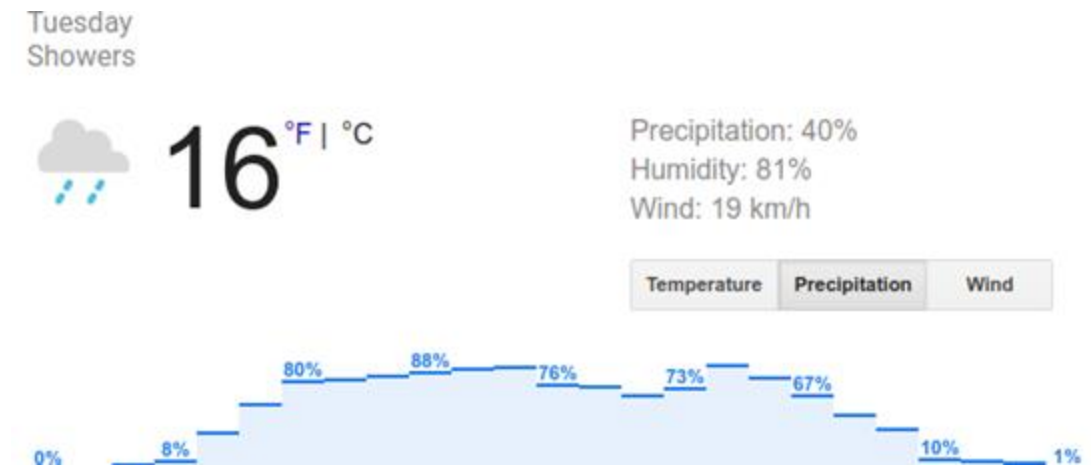 Tuesday
Showers
16 °F | °C
Precipitation: 40%
Humidity: 81%
Wind: 19 km/h
Temperature Precipitation Wind
0% 8% 80% 88% 76% 73% 67% 10% 1%